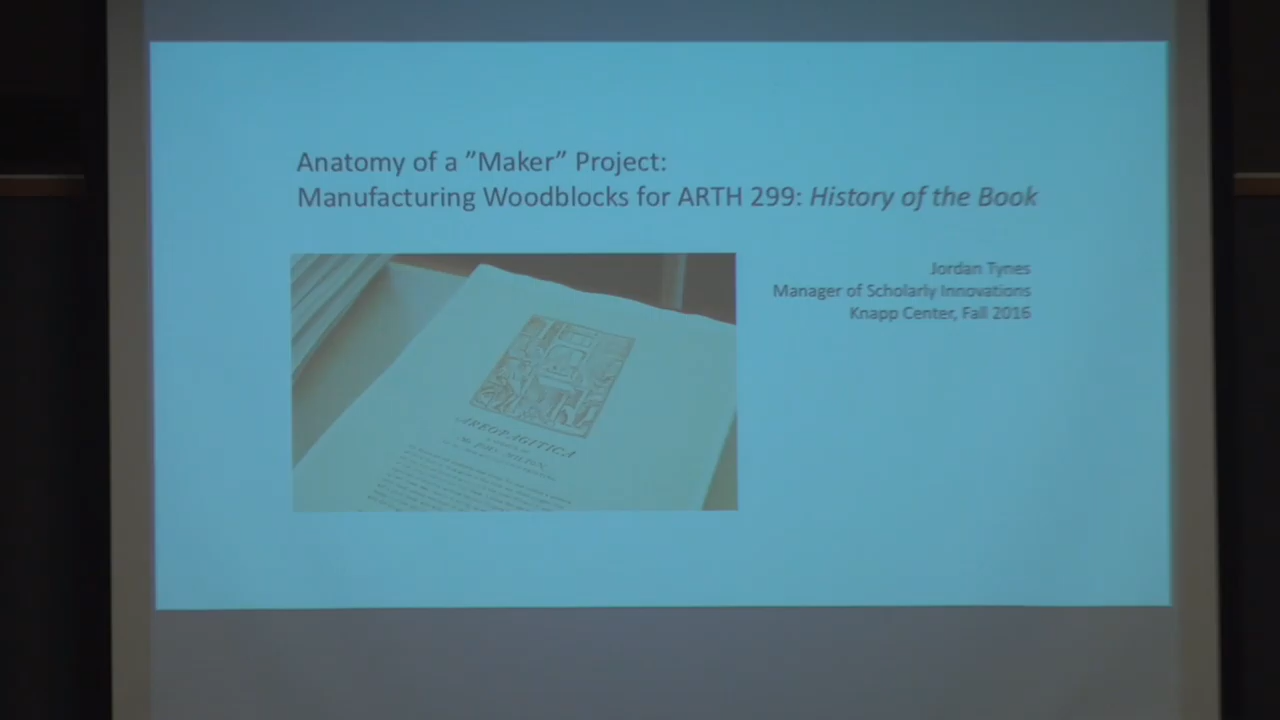 Anatomy of a ”Maker” Project:
Manufacturing Woodblocks for ARTH 299: History of the Book
Jordan Tynes
Manager of Scholarly Innovations
Knapp Center, Fall 2016
AREOPAGITICA